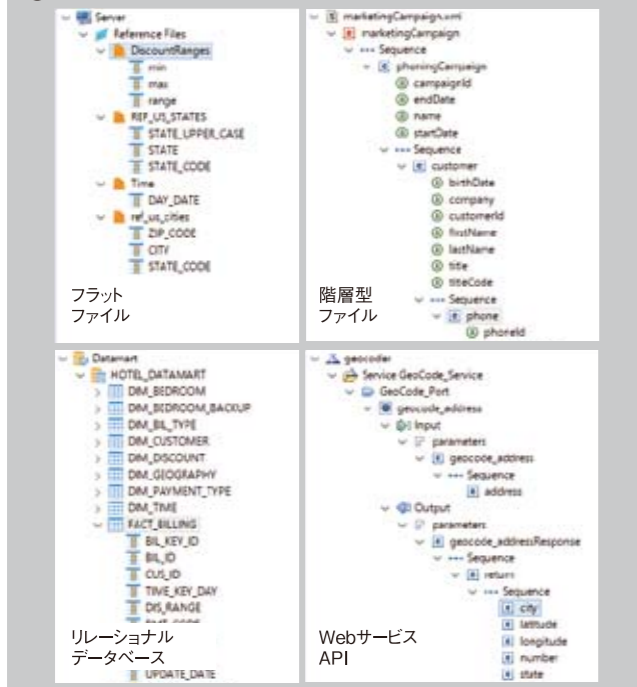 Server
Reference Files
DiscountRanges
min
max
range
REF_US_STATES
STATE_UPPER_CASE
STATE
STATE_CODE
Time
DAY_DATE
ref_us_cities
ZIP_CODE
CITY
STATE_CODE
フラット
ファイル
marketingCampaign.xml
marketingCampaign
Sequence
phoningCampaign
campaignId
endDate
name
startDate
Sequence
customer
birthDate
company
customerId
firstName
lastName
title
titleCode
Sequence
phone
phoneId
階層型
ファイル
Datamart
HOTEL_DATAMART
DIM_BEDROOM
DIM_BEDROOM_BACKUP
DIM_BIL_TYPE
DIM_CUSTOMER
DIM_DISCOUNT
DIM_GEOGRAPHY
DIM_PAYMENT_TYPE
DIM_TIME
FACT_BILLING
BIL_KEY_ID
BIL_ID
CUS_ID
TIME_KEY_DAY
DIS_RANGE
リレーショナル
データベース
UPDATE_DATE
geocoder
Service GeoCode_Service
GeoCode_Port
geocode_address
Input
parameters
geocode_address
Sequence
address
Output
parameters
geocode_addressResponse
Sequence
return
Sequence
city
latitude
longitude
number
state
Webサービス
API